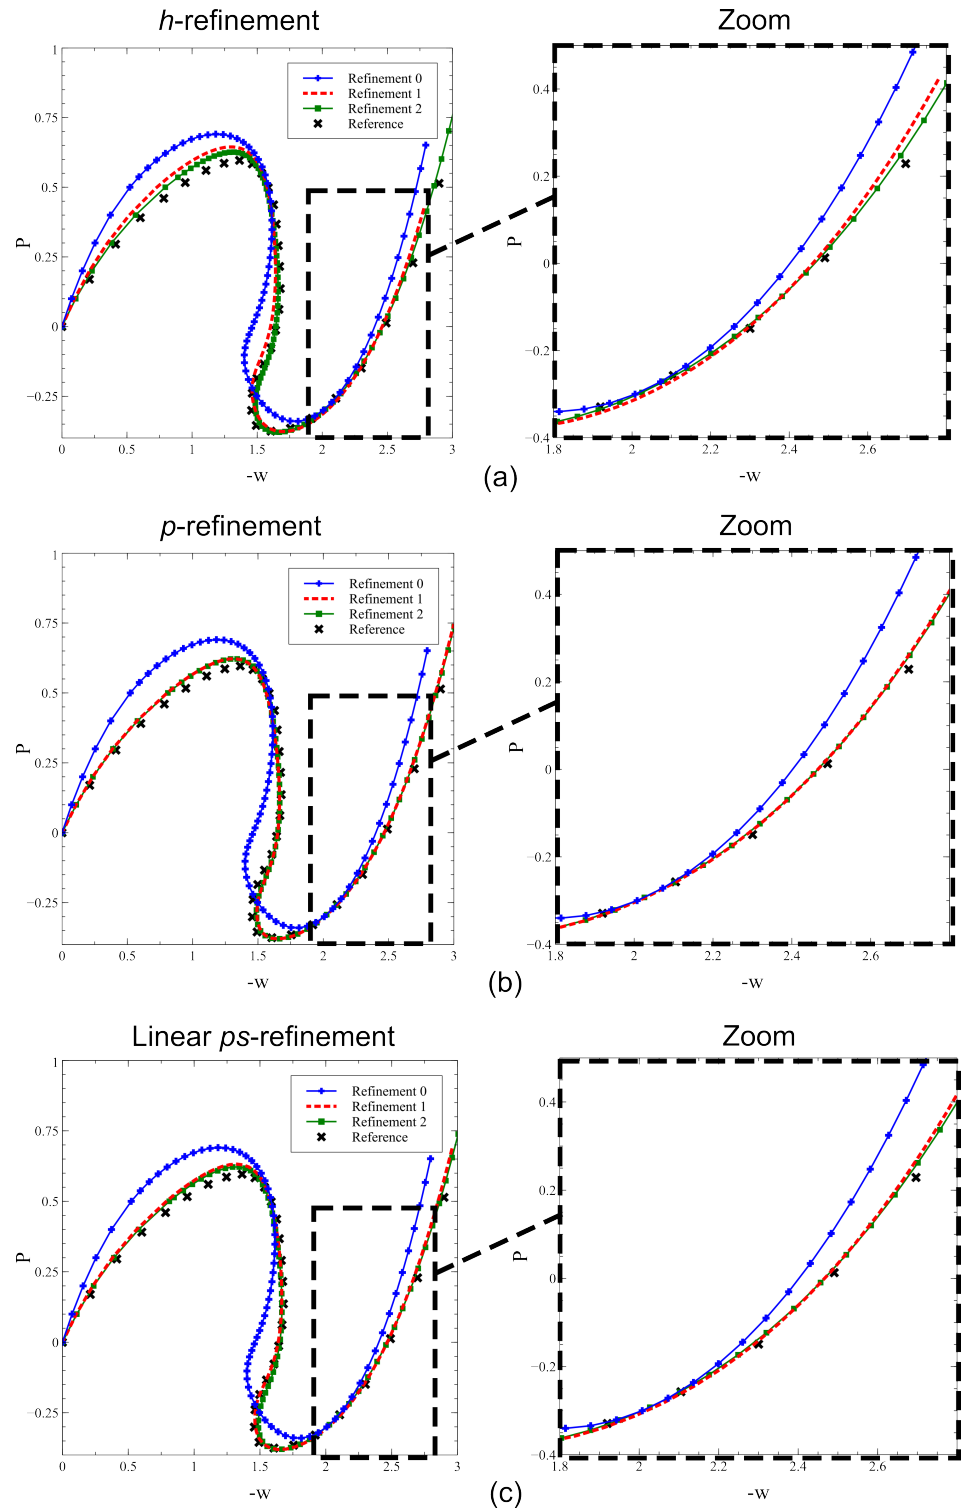 h-refinement
Zoom
1
0.75
0.5
0.25
0
−0.25
P
0
0.5
1
1.5
2
2.5
3
-w
Refinement 0
Refinement 1
Refinement 2
Reference
0.4
0.2
0
−0.2
−0.4
P
1.8
2
2.2
2.4
2.6
-w
(a)
p-refinement
Zoom
1
0.75
0.5
0.25
0
−0.25
P
0
0.5
1
1.5
2
2.5
3
-w
Refinement 0
Refinement 1
Refinement 2
Reference
0.4
0.2
0
−0.2
−0.4
P
1.8
2
2.2
2.4
2.6
-w
(b)
Linear ps-refinement
Zoom
1
0.75
0.5
0.25
0
−0.25
P
0
0.5
1
1.5
2
2.5
3
-w
Refinement 0
Refinement 1
Refinement 2
Reference
0.4
0.2
0
−0.2
−0.4
P
1.8
2
2.2
2.4
2.6
-w
(c)